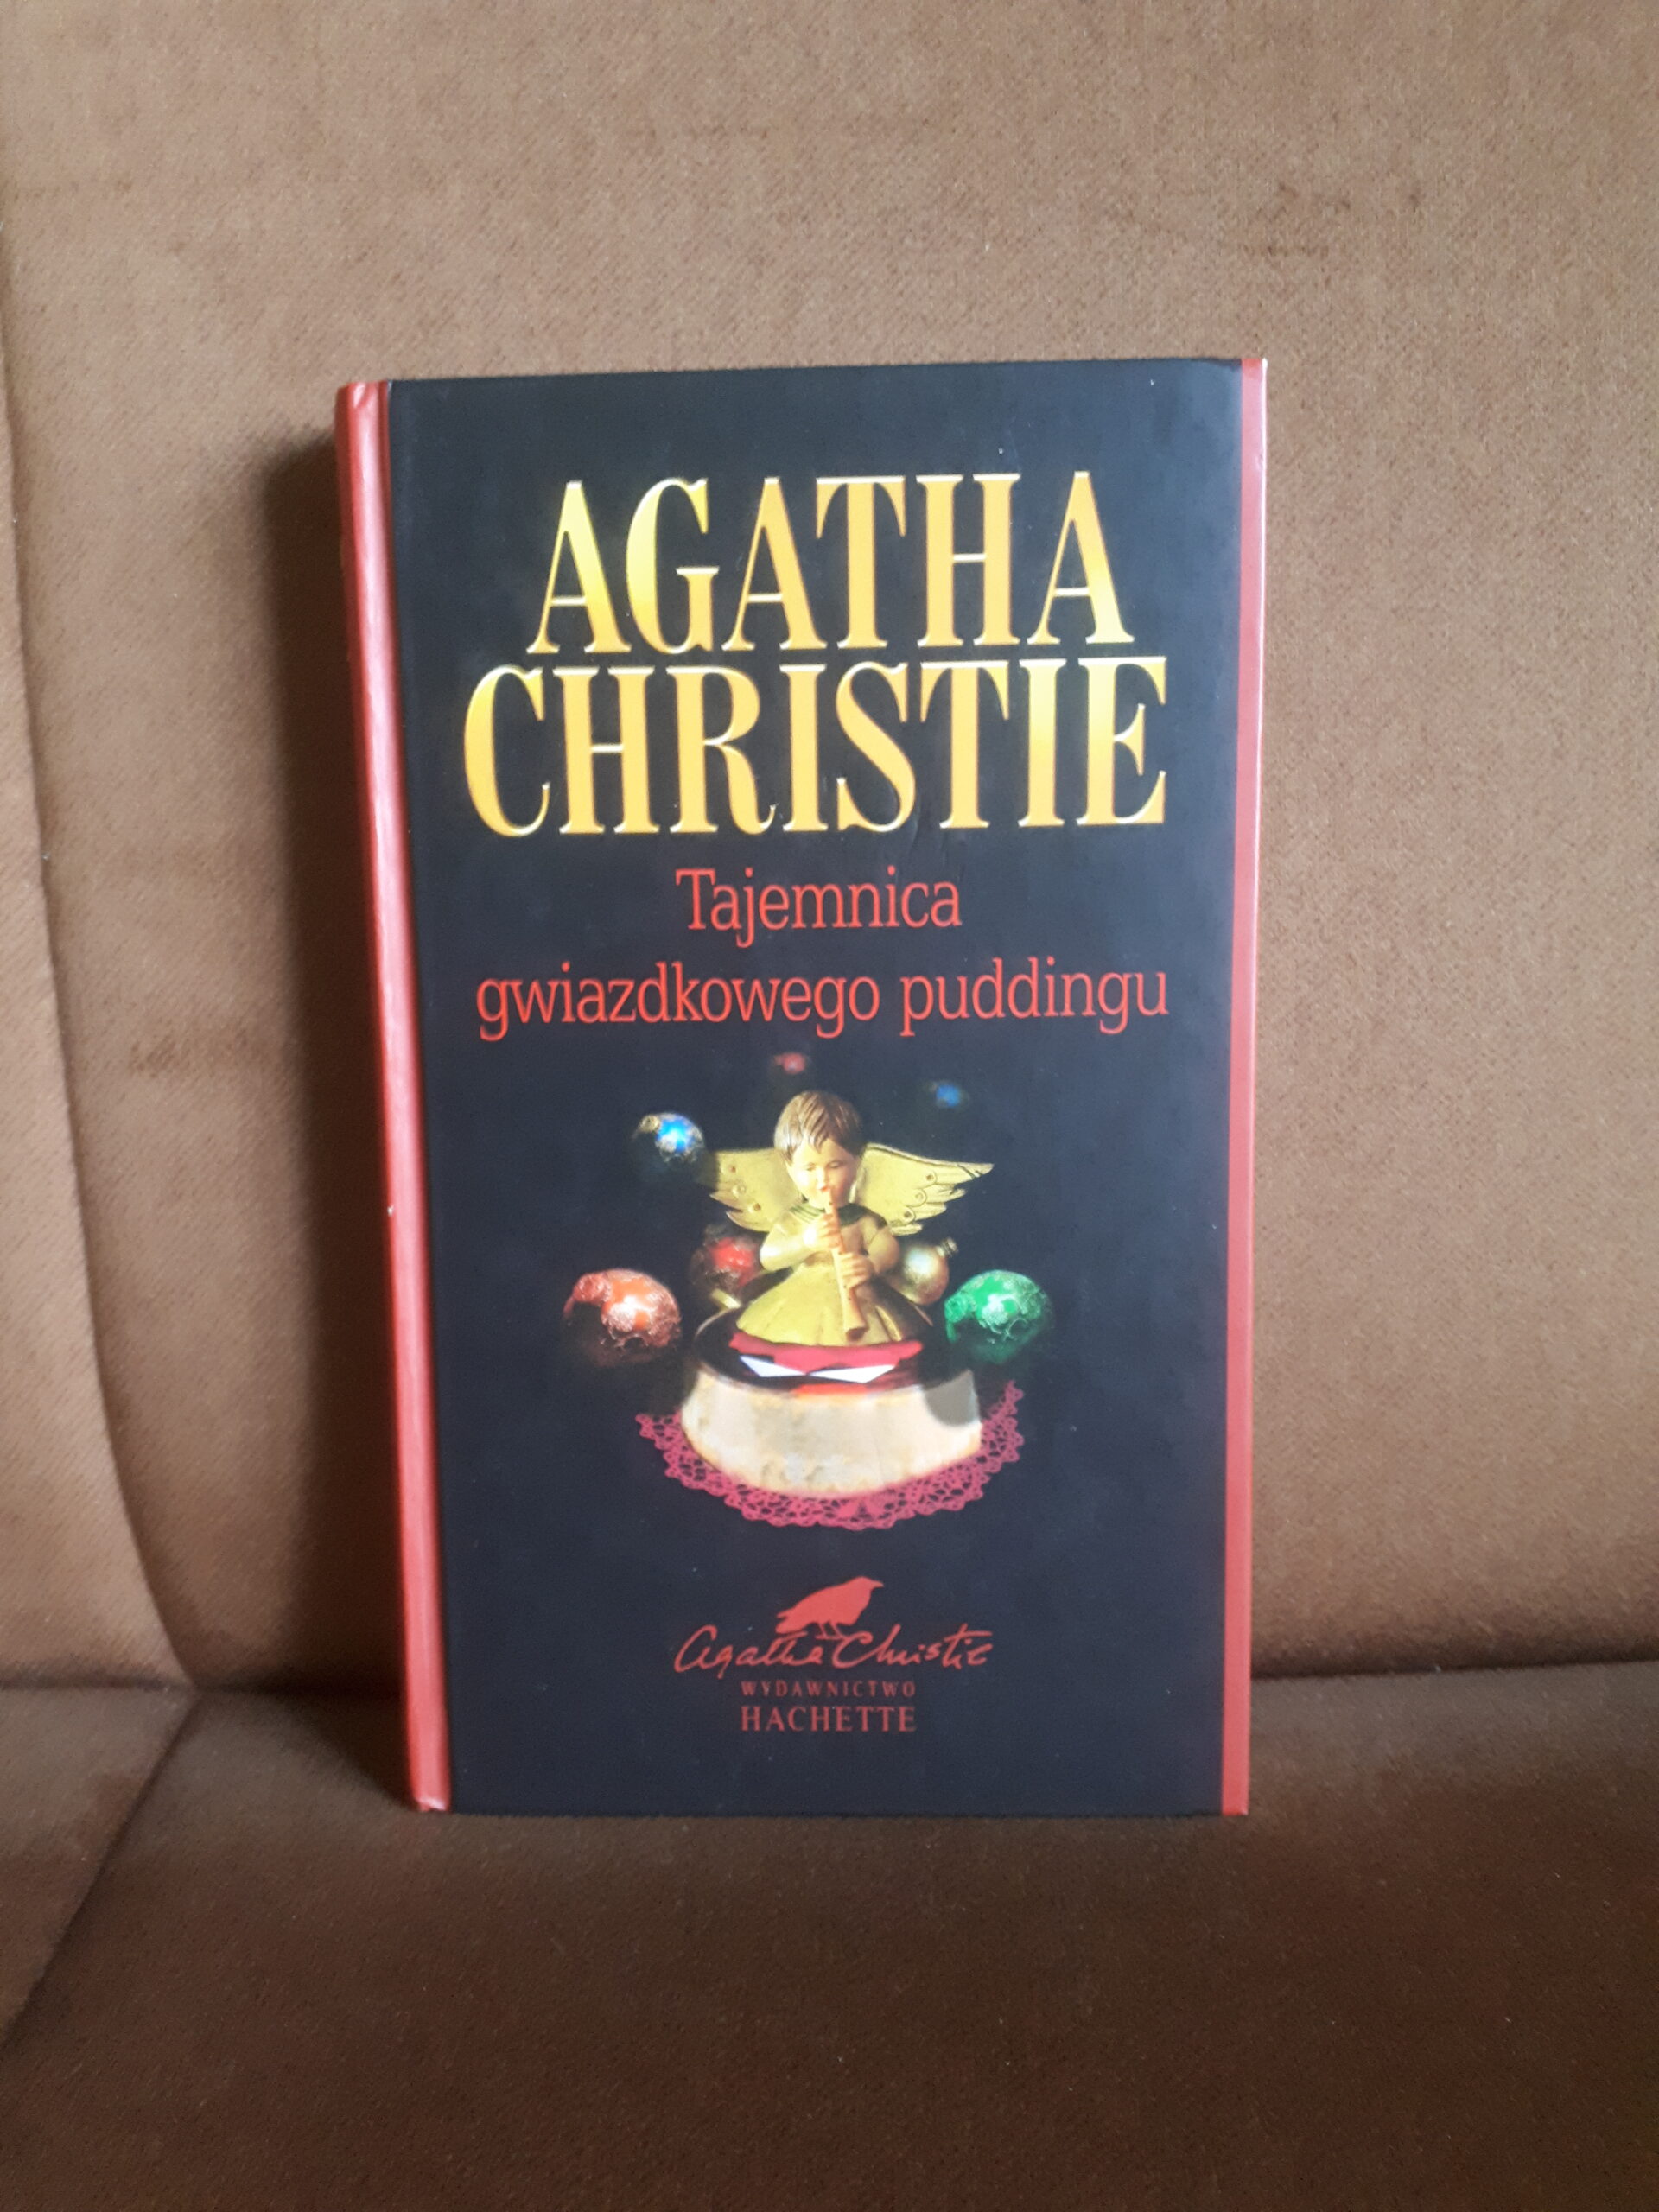 AGATHA
CHRISTIE
Tajemnica
gwiazdkowego puddingu
Agatha Christie
WYDAWNICTWO
HACHETTE